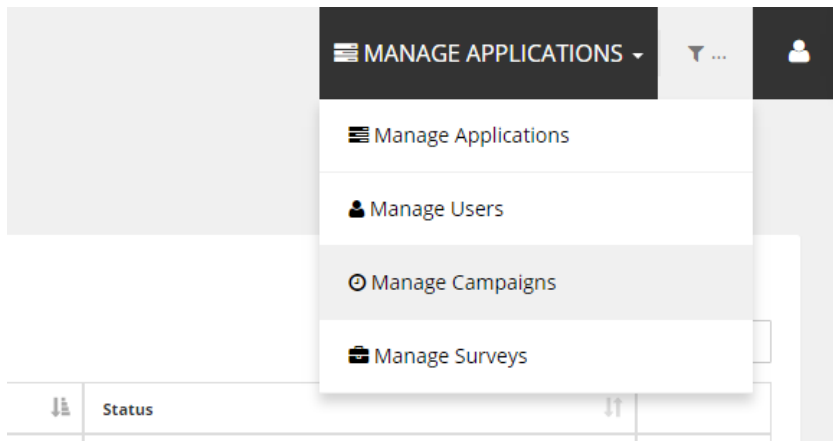 MANAGE APPLICATIONS
...
Manage Applications
Manage Users
Manage Campaigns
Manage Surveys
Status